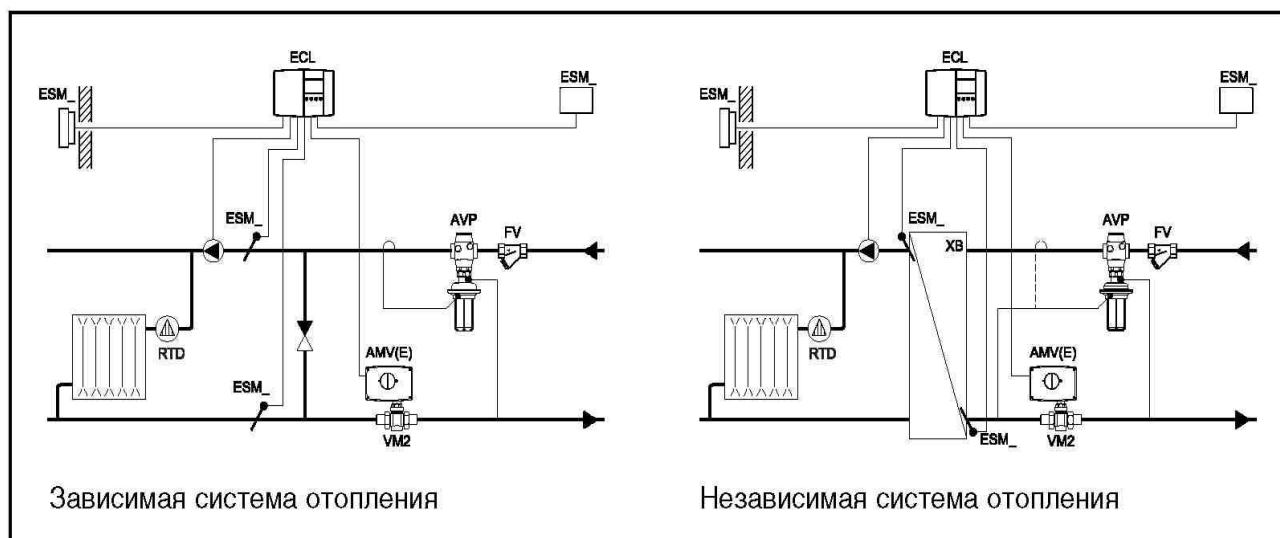 ECL
ESM_
ESM_
ESM_
AVP
FV
RTD
AMV(E)
ESM_
VM2
Зависимая система отопления
ECL
ESM_
ESM_
ESM_
XB
AVP
FV
RTD
AMV(E)
ESM_
VM2
Независимая система отопления